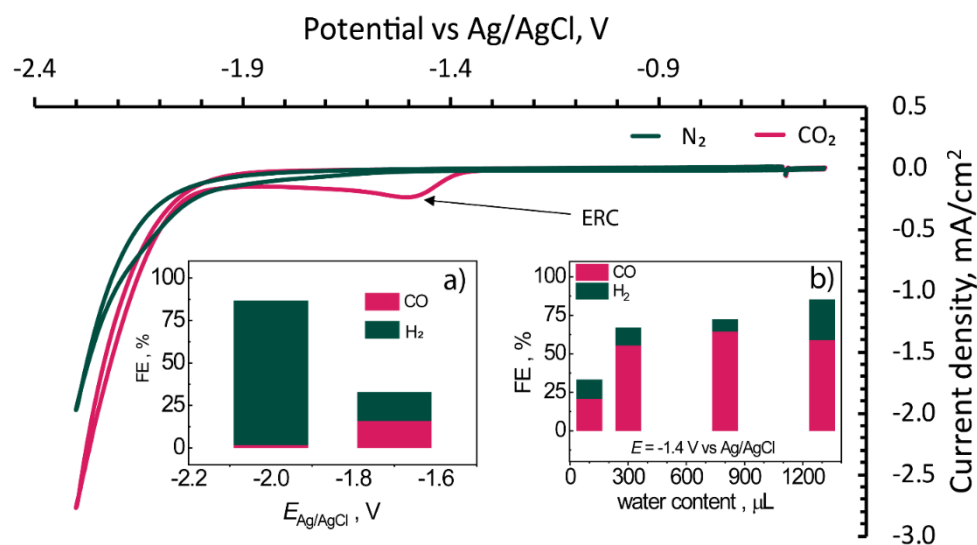 Potential vs Ag/AgCl, V
-2.4 -1.9 -1.4 -0.9
0.5
N₂ CO₂
0.0
ERC
-0.5
-1.0
-1.5
-2.0
-2.5
-3.0
Current density, mA/cm²
a)
CO
H₂
100
75
50
25
0
FE , %
-2.2 -2.0 -1.8 -1.6
E Ag/AgCl , V
b)
CO
H₂
100
75
50
25
0
FE, %
E = -1.4 V vs Ag/AgCl
0 300 600 900 1200
water content , µL